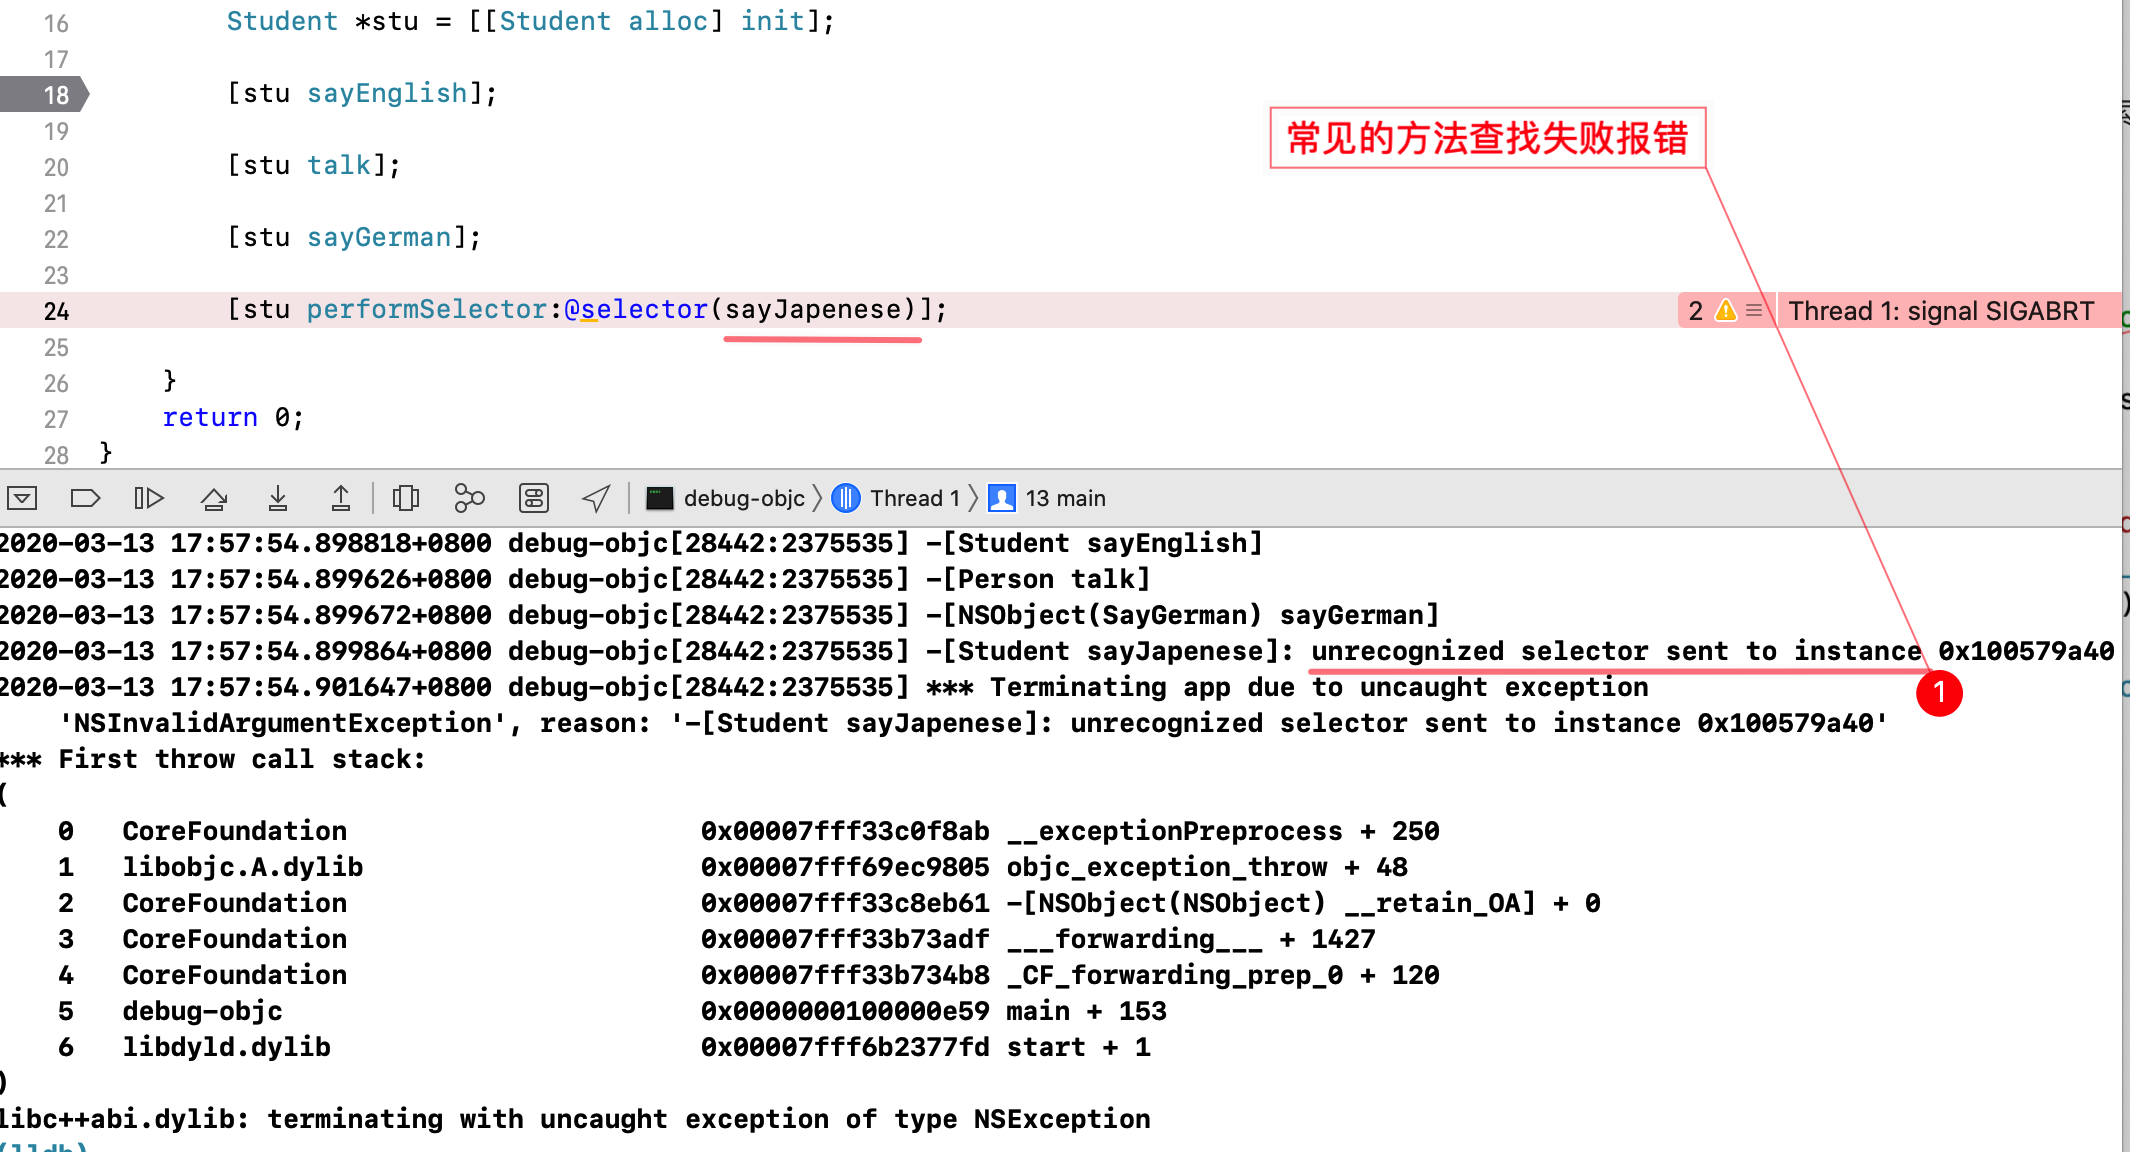 16 Student *stu = [[Student alloc] init];
17
18 [stu sayEnglish];
19
常见的方法查找失败报错
20 [stu talk];
21
22 [stu sayGerman];
23
24 [stu performSelector:@selector(sayJapenese)]; 2 Thread 1: signal SIGABRT
25
26 }
27 return 0;
28 }
debug-objc 〉 Thread 1 〉 13 main
2020-03-13 17:57:54.898818+0800 debug-objc[28442:2375535] -[Student sayEnglish]
2020-03-13 17:57:54.899626+0800 debug-objc[28442:2375535] -[Person talk]
2020-03-13 17:57:54.899672+0800 debug-objc[28442:2375535] -[NSObject(SayGerman) sayGerman]
2020-03-13 17:57:54.899864+0800 debug-objc[28442:2375535] -[Student sayJapenese]: unrecognized selector sent to instance 0x100579a40
1
2020-03-13 17:57:54.901647+0800 debug-objc[28442:2375535] *** Terminating app due to uncaught exception
'NSInvalidArgumentException', reason: '-[Student sayJapenese]: unrecognized selector sent to instance 0x100579a40'
*** First throw call stack:
(
0 CoreFoundation 0x00007fff33c0f8ab __exceptionPreprocess + 250
1 libobjc.A.dylib 0x00007fff69ec9805 objc_exception_throw + 48
2 CoreFoundation 0x00007fff33c8eb61 -[NSObject(NSObject) __retain_OA] + 0
3 CoreFoundation 0x00007fff33b73adf ___forwarding___ + 1427
4 CoreFoundation 0x00007fff33b734b8 _CF_forwarding_prep_0 + 120
5 debug-objc 0x0000000100000e59 main + 153
6 libdyld.dylib 0x00007fff6b2377fd start + 1
)
libc++abi.dylib: terminating with uncaught exception of type NSException
(lldb)